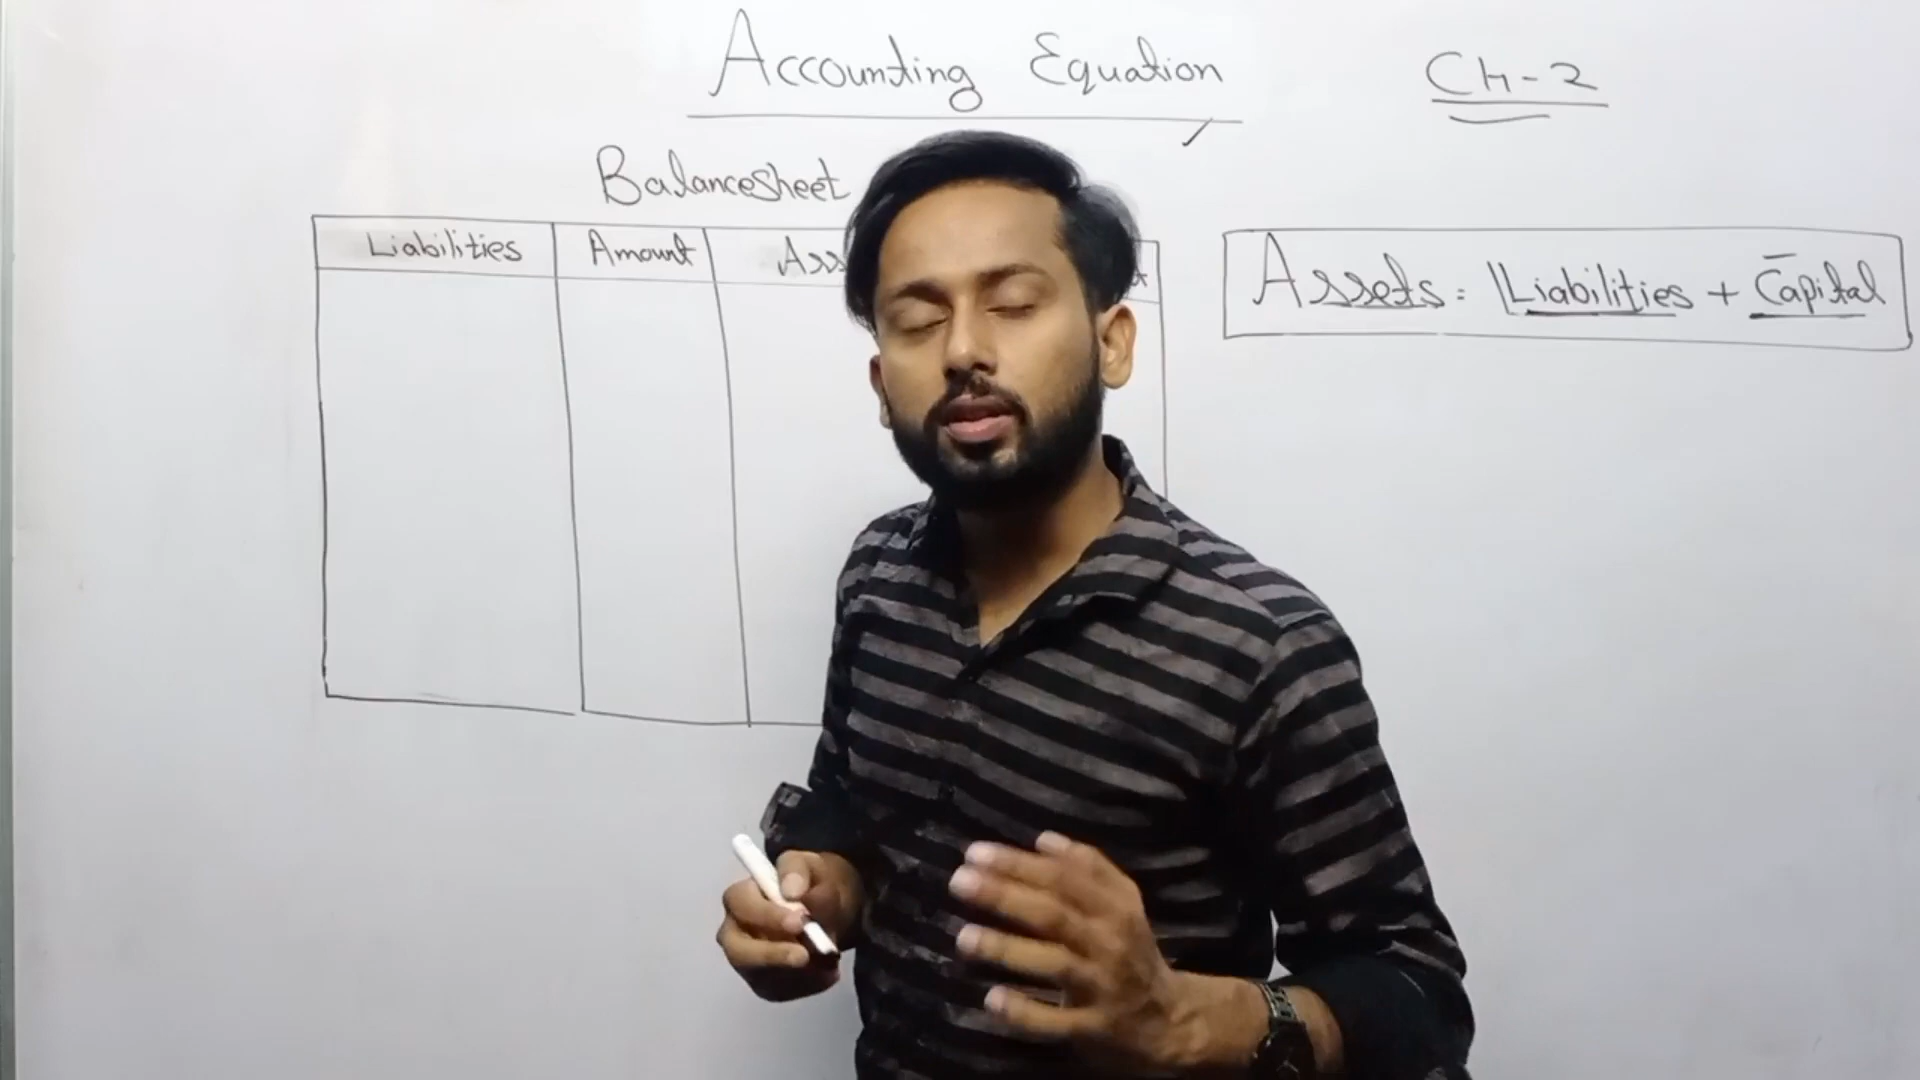 Accounting Equation
Ch-2
Balancesheet
Liabilities Amount
Assets = Liabilities + Capital